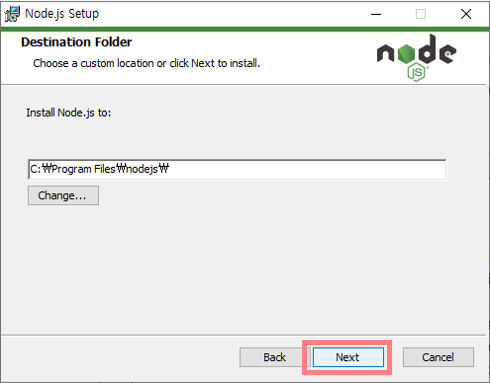 Node.js Setup
Destination Folder
Choose a custom location or click Next to install.
node
JS
Install Node.js to:
C:₩Program Files₩nodejs₩
Change...
Back
Next
Cancel